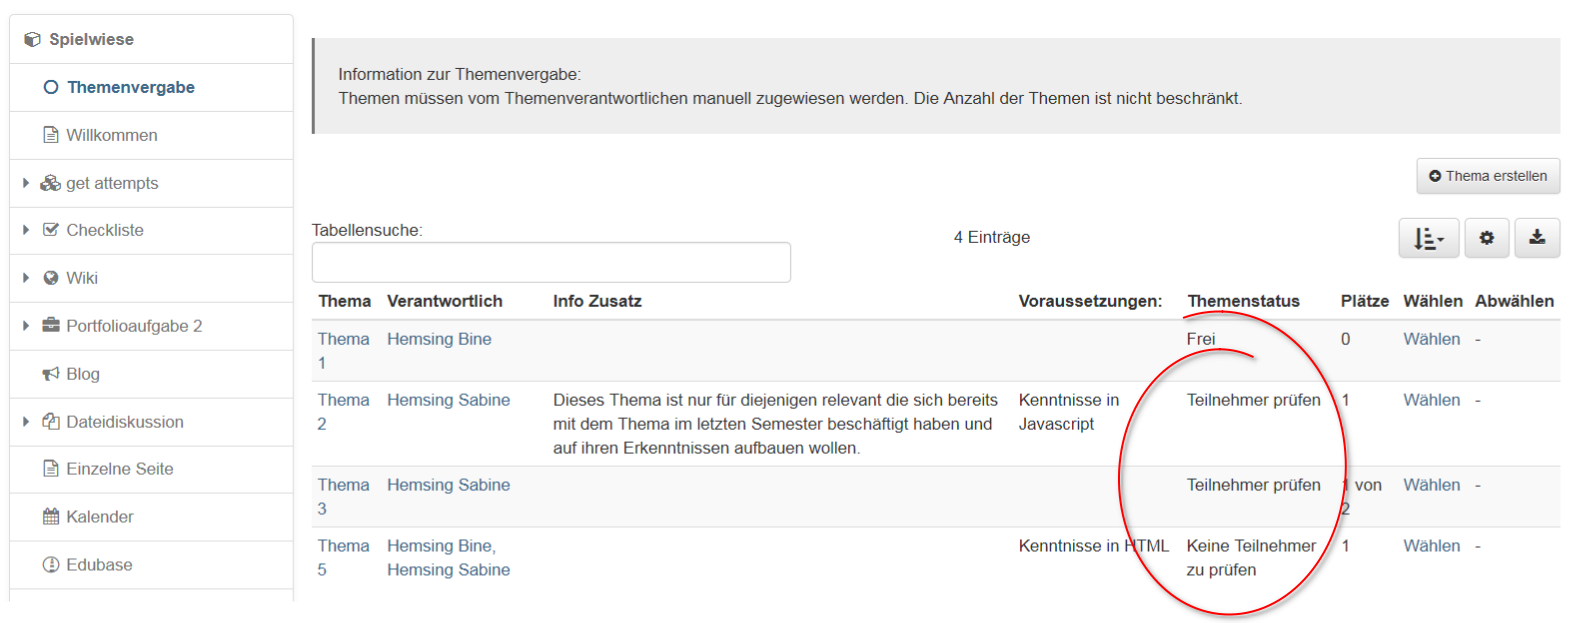 Spielwiese
Themenvergabe
Willkommen
get attempts
Checkliste
Wiki
Portfolioaufgabe 2
Blog
Dateidiskussion
Einzelne Seite
Kalender
Edubase
Information zur Themenvergabe:
Themen müssen vom Themenverantwortlichen manuell zugewiesen werden. Die Anzahl der Themen ist nicht beschränkt.
Thema erstellen
Tabellensuche:
4 Einträge
Thema Verantwortlich Info Zusatz Voraussetzungen: Themenstatus Plätze Wählen Abwählen
Thema Hemsing Bine Frei 0 Wählen -
1
Thema Hemsing Sabine Dieses Thema ist nur für diejenigen relevant die sich bereits Kenntnisse in Teilnehmer prüfen 1 Wählen -
2 mit dem Thema im letzten Semester beschäftigt haben und Javascript
auf ihren Erkenntnissen aufbauen wollen.
Thema Hemsing Sabine Teilnehmer prüfen 1 von Wählen -
3 2
Thema Hemsing Bine, Kenntnisse in HTML Keine Teilnehmer 1 Wählen -
5 Hemsing Sabine zu prüfen